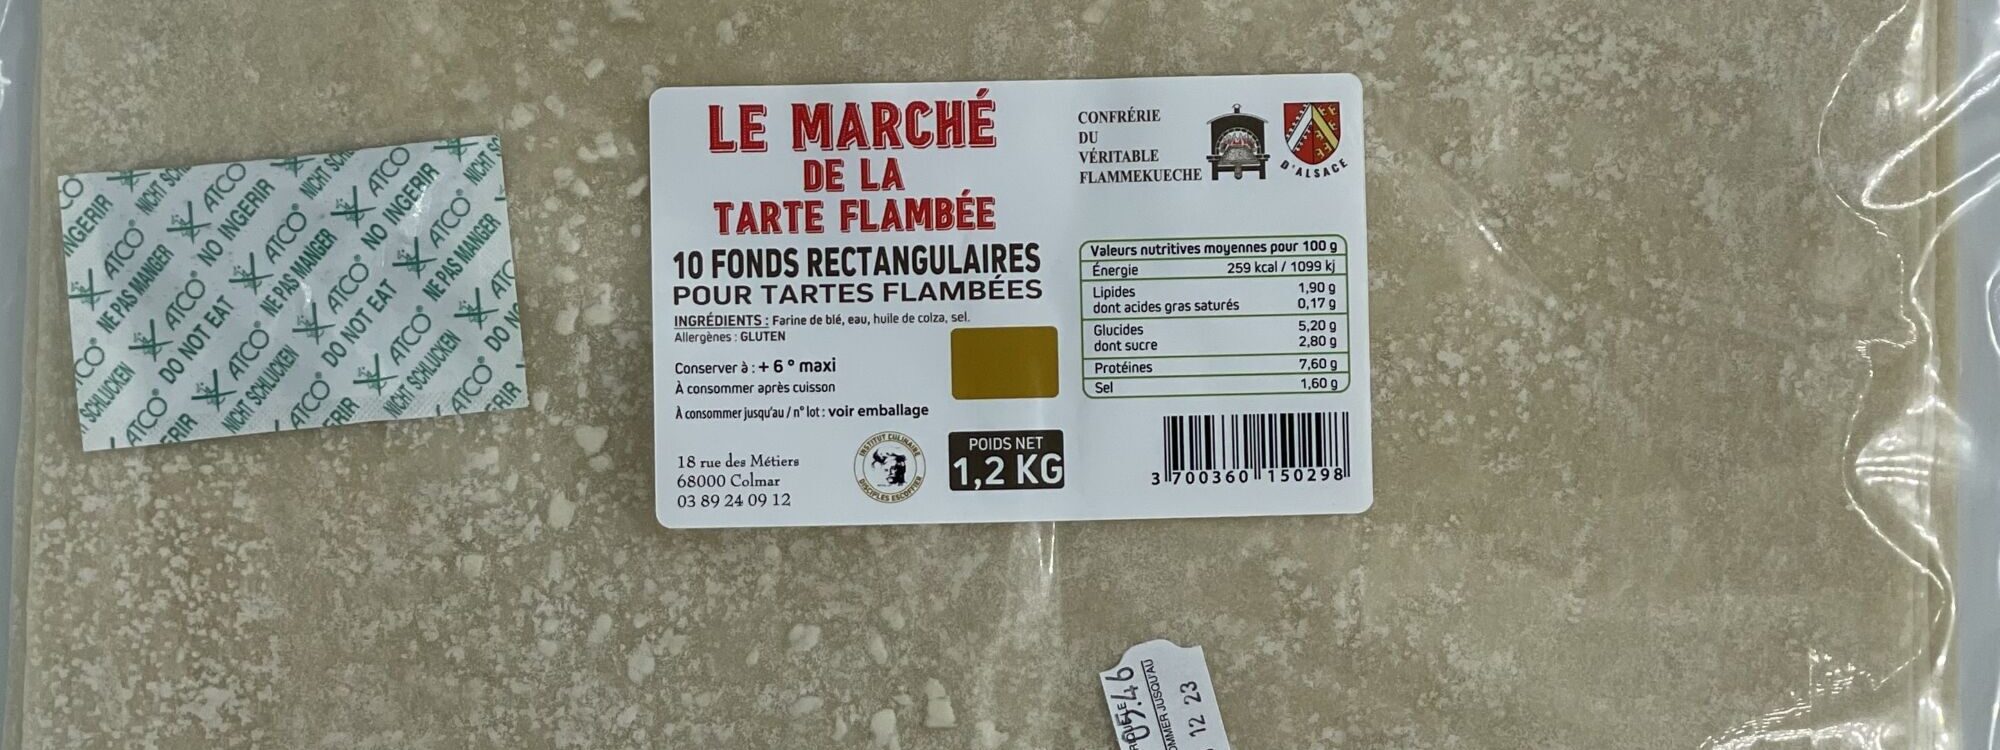 LE MARCHÉ
DE LA
TARTE FLAMBÉE
10 FONDS RECTANGULAIRES
POUR TARTES FLAMBÉES
INGRÉDIENTS : Farine de blé, eau, huile de colza, sel.
Allergènes : GLUTEN
Conserver à : + 6 ° maxi
À consommer après cuisson
À consommer jusqu'au / n° lot : voir emballage
18 rue des Métiers
68000 Colmar
03 89 24 09 12
INSTITUT CULINAIRE
DISCIPLES ESCOFFIER
POIDS NET
1,2 KG
CONFRÉRIE
DU
VÉRITABLE
FLAMMEKUECHE
D'ALSACE
Valeurs nutritives moyennes pour 100 g
Énergie 259 kcal / 1099 kj
Lipides 1,90 g
dont acides gras saturés 0,17 g
Glucides 5,20 g
dont sucre 2,80 g
Protéines 7,60 g
Sel 1,60 g
3 700360 150298
ATCO® NO INGERIR
ATCO® NE PAS MANGER
ATCO® DO NOT EAT
ATCO® NICHT SCHLUCKEN
12 23